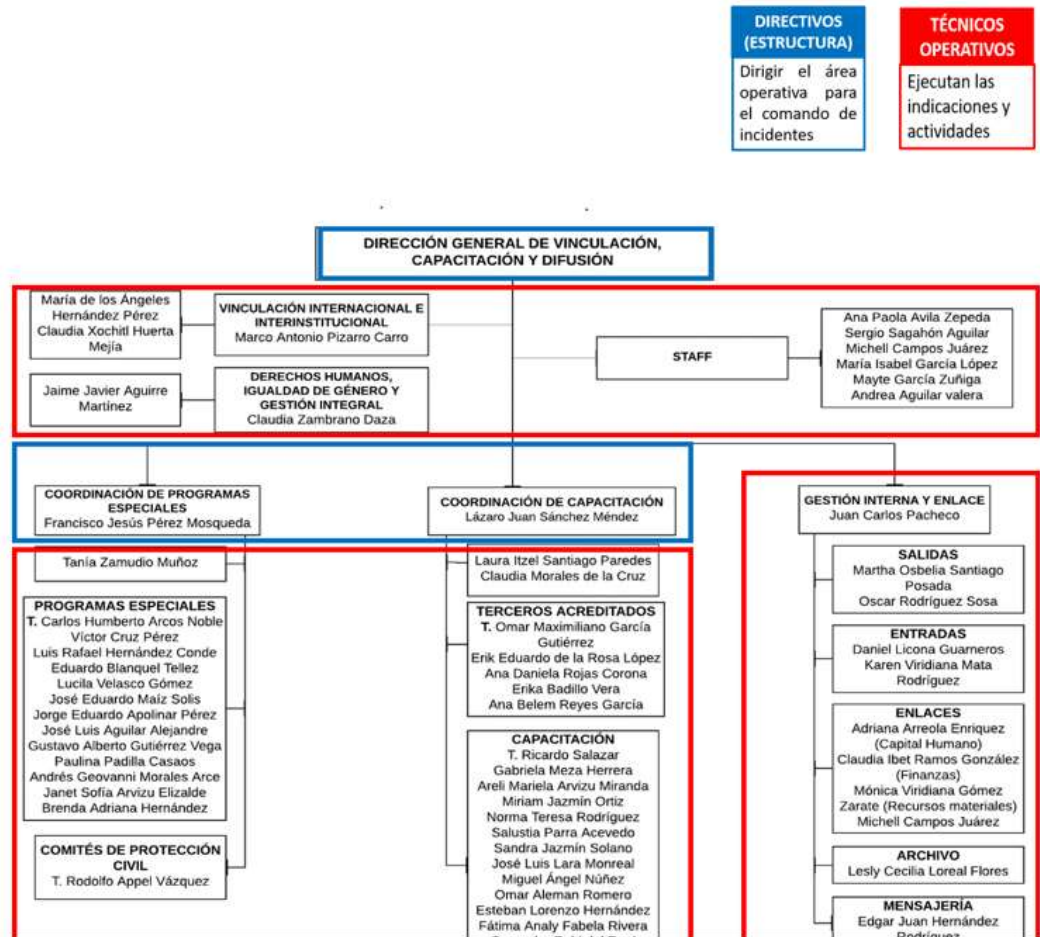 DIRECTIVOS
(ESTRUCTURA)
Dirigir el área
operativa para
el comando de
incidentes
TÉCNICOS
OPERATIVOS
Ejecutan las
indicaciones y
actividades
DIRECCIÓN GENERAL DE VINCULACIÓN,
CAPACITACIÓN Y DIFUSIÓN
María de los Ángeles
Hernández Pérez
Claudia Xochitl Huerta
Mejía
VINCULACIÓN INTERNACIONAL E
INTERINSTITUCIONAL
Marco Antonio Pizarro Carro
Jaime Javier Aguirre
Martínez
DERECHOS HUMANOS,
IGUALDAD DE GÉNERO Y
GESTIÓN INTEGRAL
Claudia Zambrano Daza
STAFF
Ana Paola Avila Zepeda
Sergio Sagahón Aguilar
Michell Campos Juárez
María Isabel García López
Mayte García Zuñiga
Andrea Aguilar valera
COORDINACIÓN DE PROGRAMAS
ESPECIALES
Francisco Jesús Pérez Mosqueda
Tania Zamudio Muñoz
PROGRAMAS ESPECIALES
T. Carlos Humberto Arcos Noble
Víctor Cruz Pérez
Luis Rafael Hernández Conde
Eduardo Blanquel Tellez
Lucila Velasco Gómez
José Eduardo Maíz Solis
Jorge Eduardo Apolinar Pérez
José Luis Aguilar Alejandre
Gustavo Alberto Gutiérrez Vega
Paulina Padilla Casaos
Andrés Geovanni Morales Arce
Janet Sofía Arvizu Elizalde
Brenda Adriana Hernández
COMITÉS DE PROTECCIÓN
CIVIL
T. Rodolfo Appel Vázquez
COORDINACIÓN DE CAPACITACIÓN
Lázaro Juan Sánchez Méndez
Laura Itzel Santiago Paredes
Claudia Morales de la Cruz
TERCEROS ACREDITADOS
T. Omar Maximiliano García
Gutiérrez
Erik Eduardo de la Rosa López
Ana Daniela Rojas Corona
Erika Badillo Vera
Ana Belem Reyes García
CAPACITACIÓN
T. Ricardo Salazar
Gabriela Meza Herrera
Areli Mariela Arvizu Miranda
Miriam Jazmín Ortiz
Norma Teresa Rodríguez
Salustia Parra Acevedo
Sandra Jazmín Solano
José Luis Lara Monreal
Miguel Ángel Núñez
Omar Aleman Romero
Esteban Lorenzo Hernández
Fátima Analy Fabela Rivera
GESTIÓN INTERNA Y ENLACE
Juan Carlos Pacheco
SALIDAS
Martha Osbelia Santiago
Posada
Oscar Rodríguez Sosa
ENTRADAS
Daniel Licona Guarneros
Karen Viridiana Mata
Rodríguez
ENLACES
Adriana Arreola Enriquez
(Capital Humano)
Claudia Ibet Ramos González
(Finanzas)
Mónica Viridiana Gómez
Zarate (Recursos materiales)
Michell Campos Juárez
ARCHIVO
Lesly Cecilia Loreal Flores
MENSAJERÍA
Edgar Juan Hernández
Rodríguez